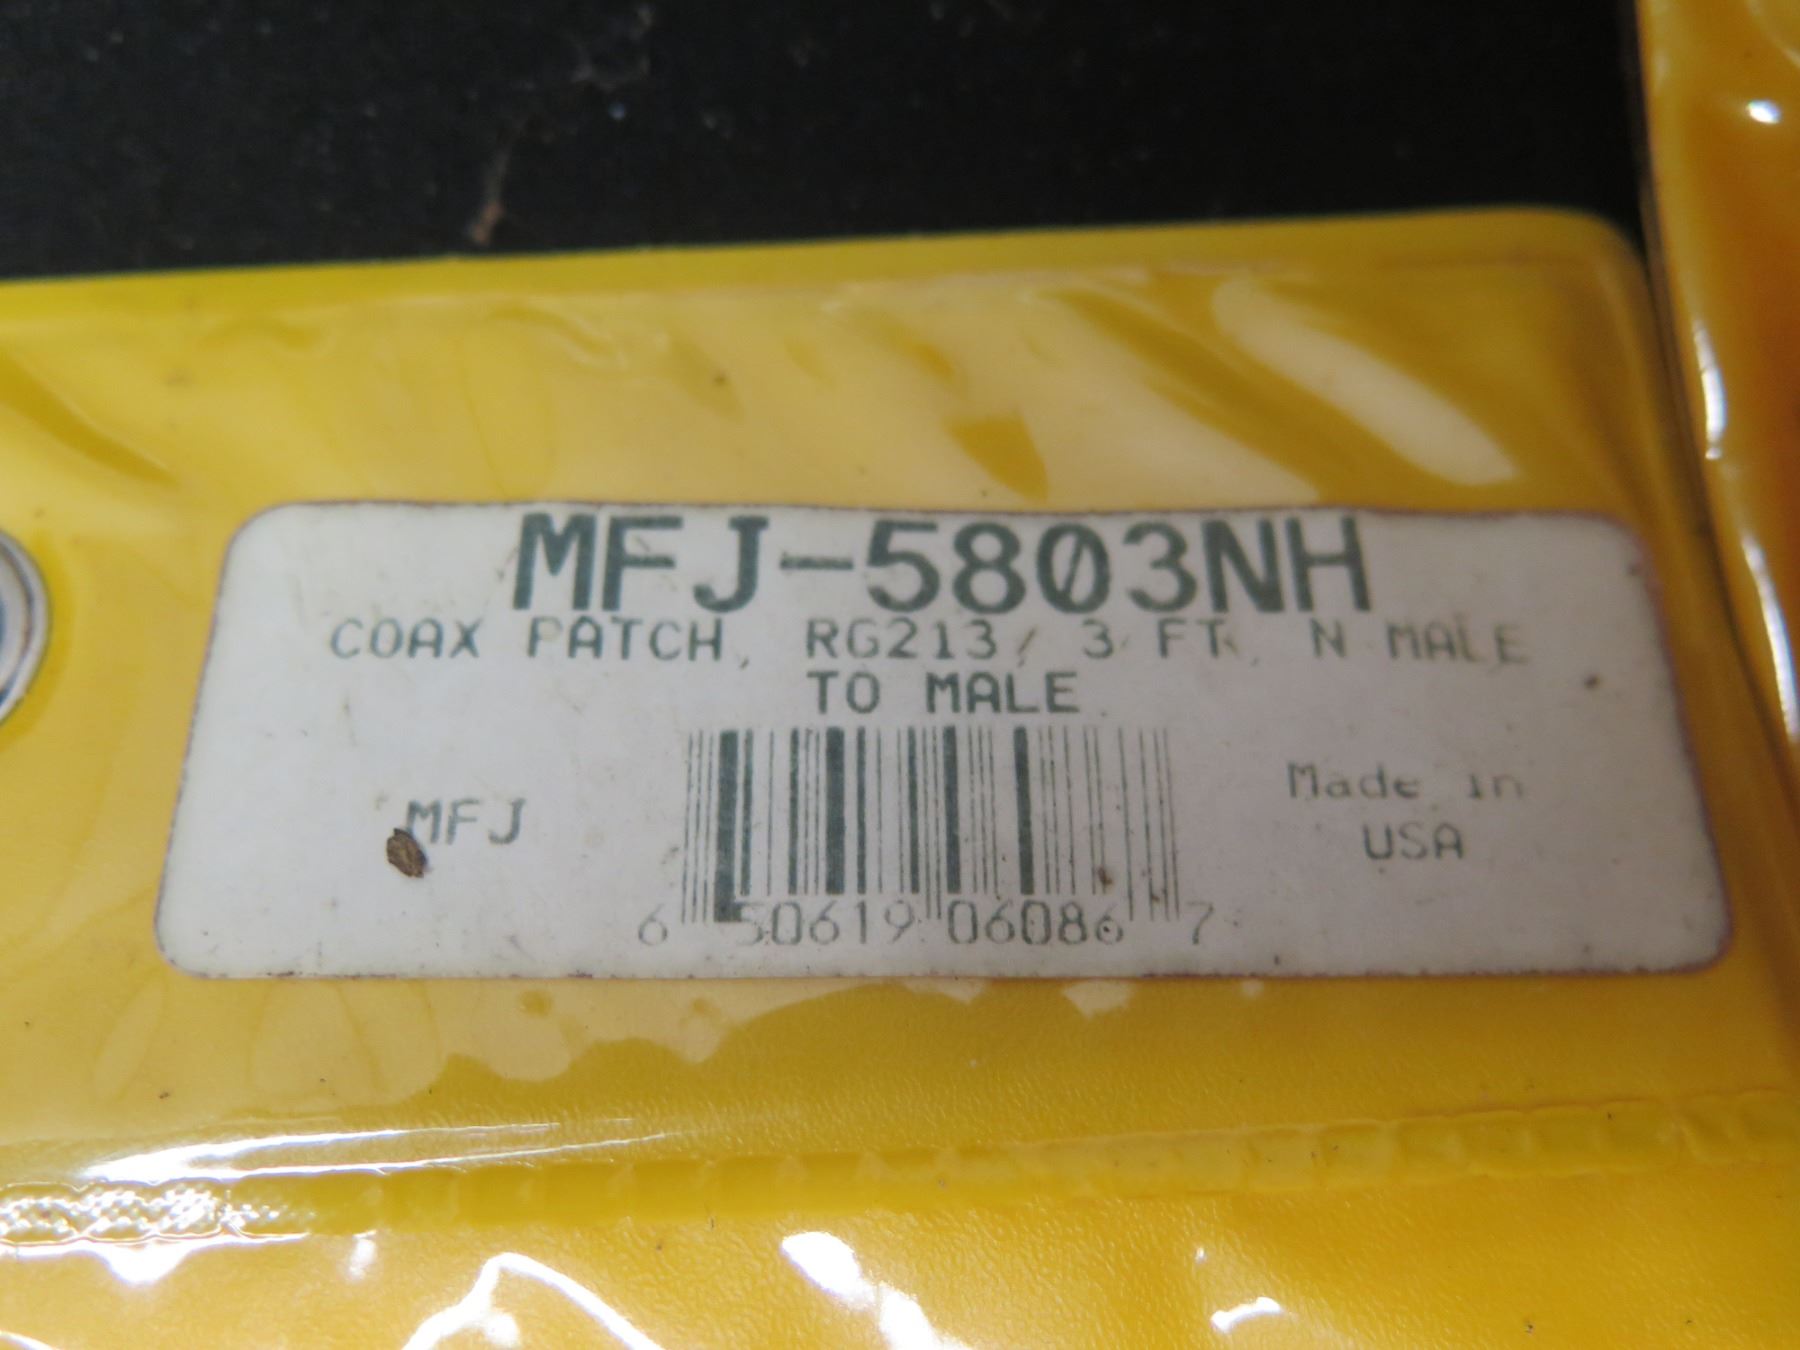 MFJ-5803NH
COAX PATCH, RG213, 3 FT, N MALE
TO MALE
MFJ
Made in
USA
6 50619 06086 7